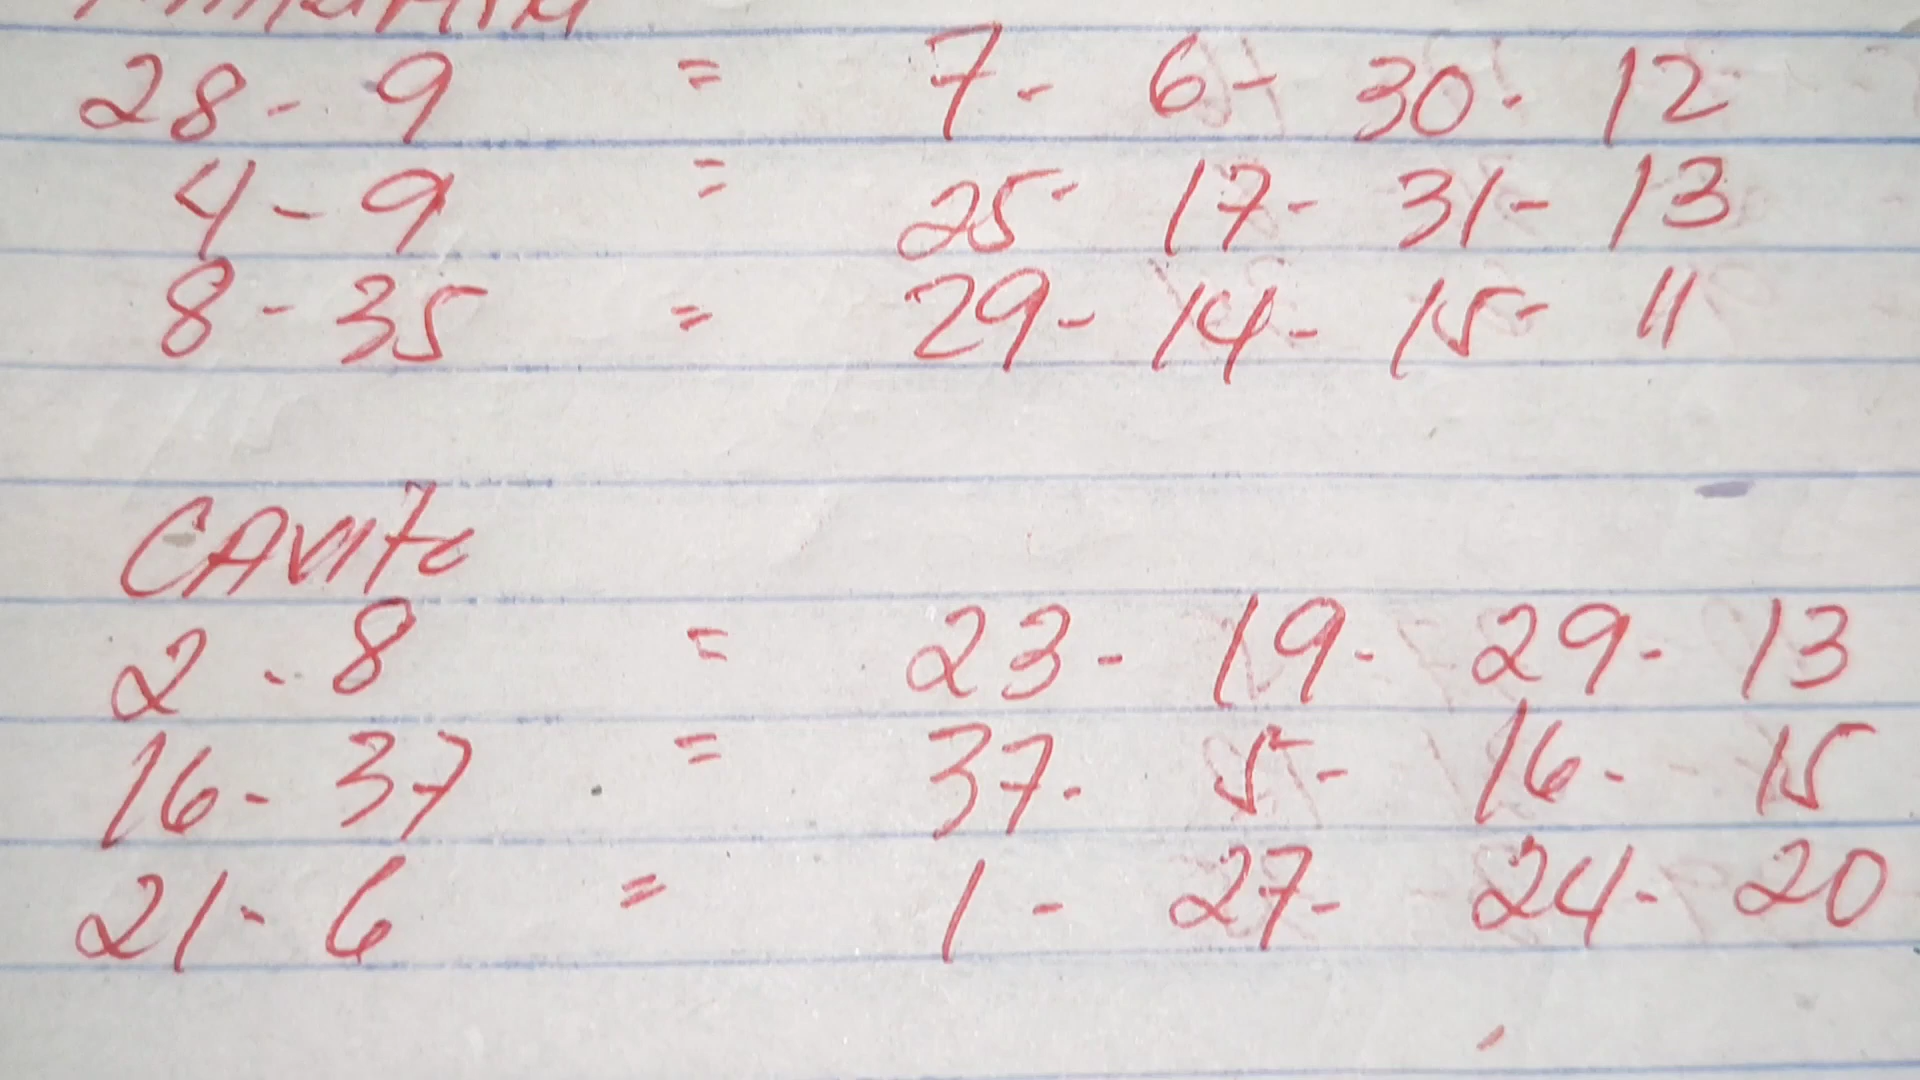 28 - 9 = 7 - 6 - 30 - 12
4 - 9 = 25 - 17 - 31 - 13
8 - 35 = 29 - 14 - 15 - 11
CAVITe
2 - 8 = 23 - 19 - 29 - 13
16 - 37 = 37 - 5 - 16 - 15
21 - 6 = 1 - 27 - 24 - 20